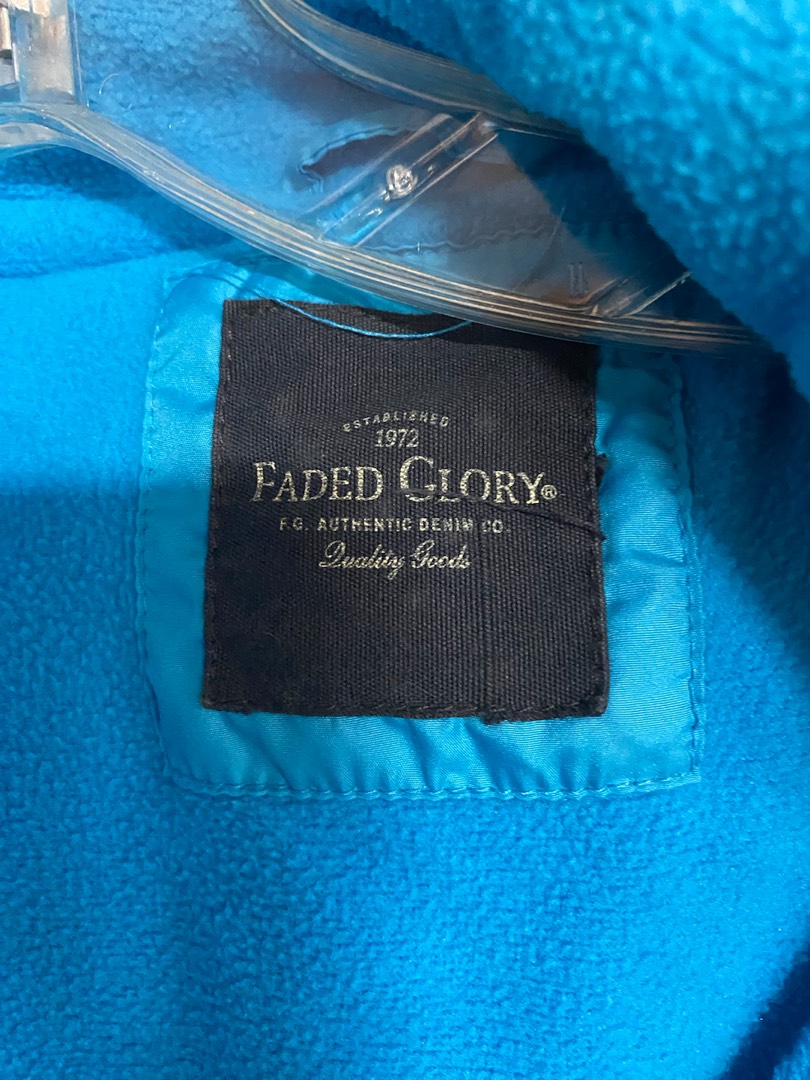 ESTABLISHED
1972
FADED GLORY®
F.G. AUTHENTIC DENIM CO.
Quality Goods